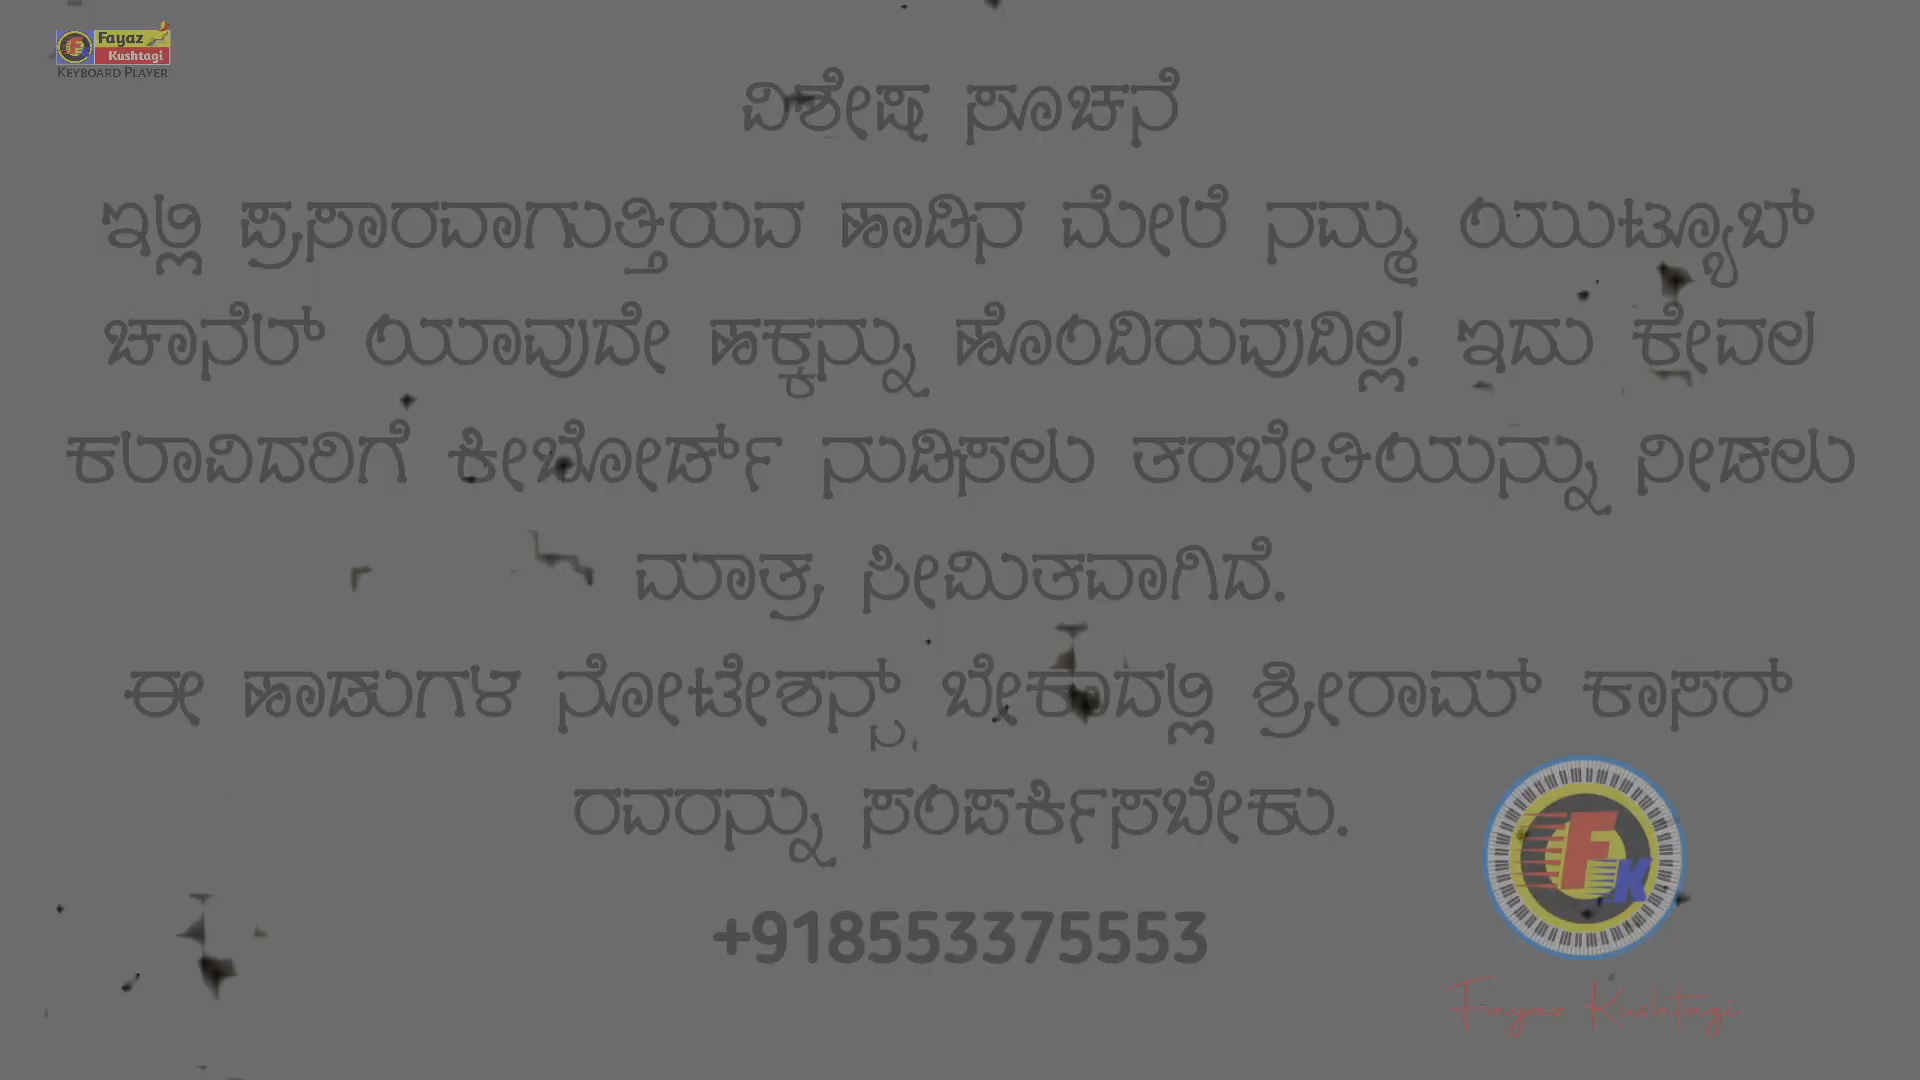 Fayaz
Kushtagi
KEYBOARD PLAYER
ವಿಶೇಷ ಸೂಚನೆ
ಇಲ್ಲಿ ಪ್ರಸಾರವಾಗುತ್ತಿರುವ ಹಾಡಿನ ಮೇಲೆ ನಮ್ಮ ಯುಟ್ಯೂಬ್
ಚಾನೆಲ್ ಯಾವುದೇ ಹಕ್ಕನ್ನು ಹೊಂದಿರುವುದಿಲ್ಲ. ಇದು ಕೇವಲ
ಕಲಾವಿದರಿಗೆ ಕೀಬೋರ್ಡ್ ನುಡಿಸಲು ತರಬೇತಿಯನ್ನು ನೀಡಲು
ಮಾತ್ರ ಸೀಮಿತವಾಗಿದೆ.
ಈ ಹಾಡುಗಳ ನೋಟೇಶನ್ಸ್ ಬೇಕಾದಲ್ಲಿ ಶ್ರೀರಾಮ್ ಕಾಸರ್
ರವರನ್ನು ಸಂಪರ್ಕಿಸಬೇಕು.
+918553375553
FK
Fayaz Kushtagi